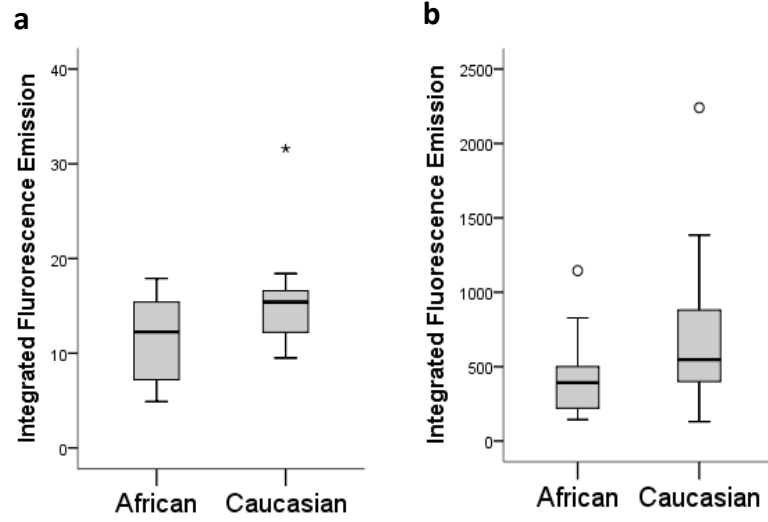 a
Integrated Flurorescence Emission
40
30
20
10
0
African
Caucasian
*
b
Integrated Fluorescence Emission
2500
2000
1500
1000
500
0
African
Caucasian